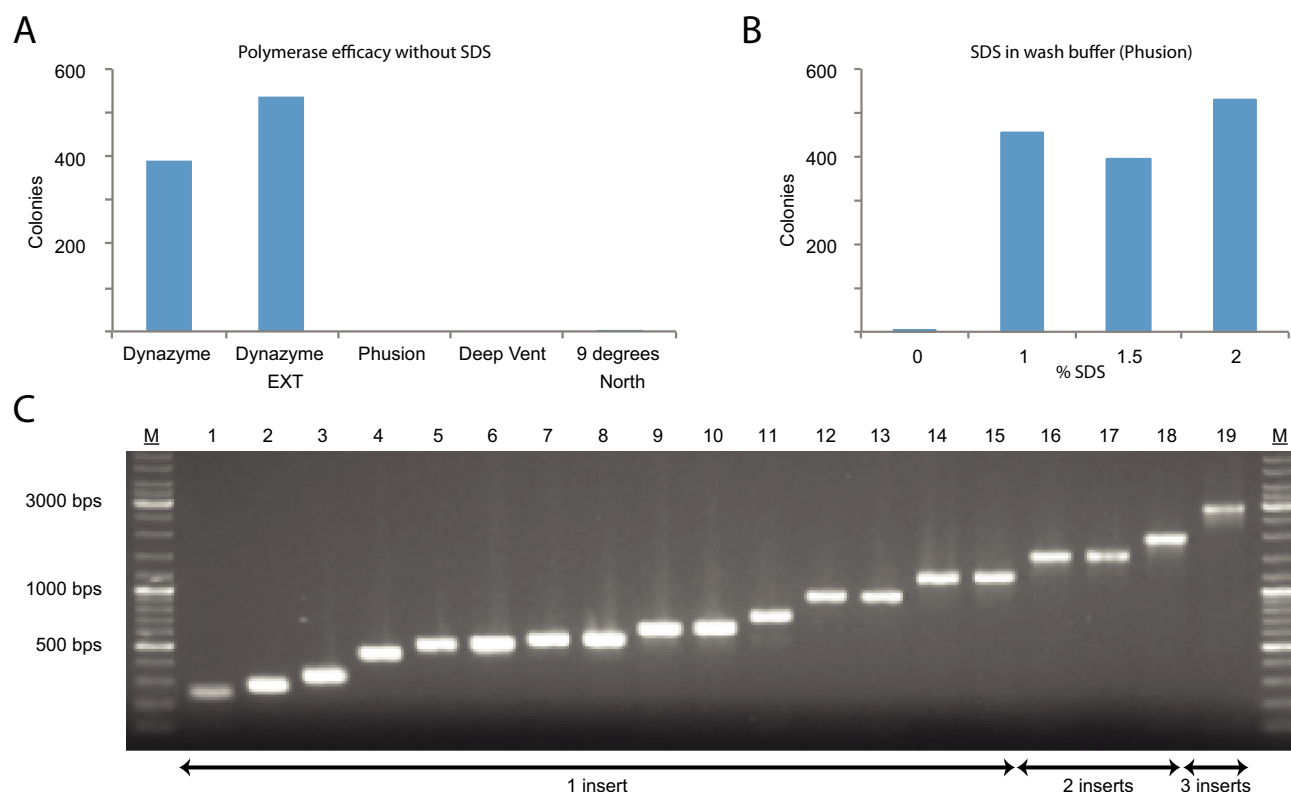 A
Polymerase efficacy without SDS
600
400
200
Colonies
Dynazyme
Dynazyme EXT
Phusion
Deep Vent
9 degrees North
B
SDS in wash buffer (Phusion)
600
400
200
Colonies
0 1 1.5 2
% SDS
C
M 1 2 3 4 5 6 7 8 9 10 11 12 13 14 15 16 17 18 19 M
3000 bps
1000 bps
500 bps
1 insert 2 inserts 3 inserts